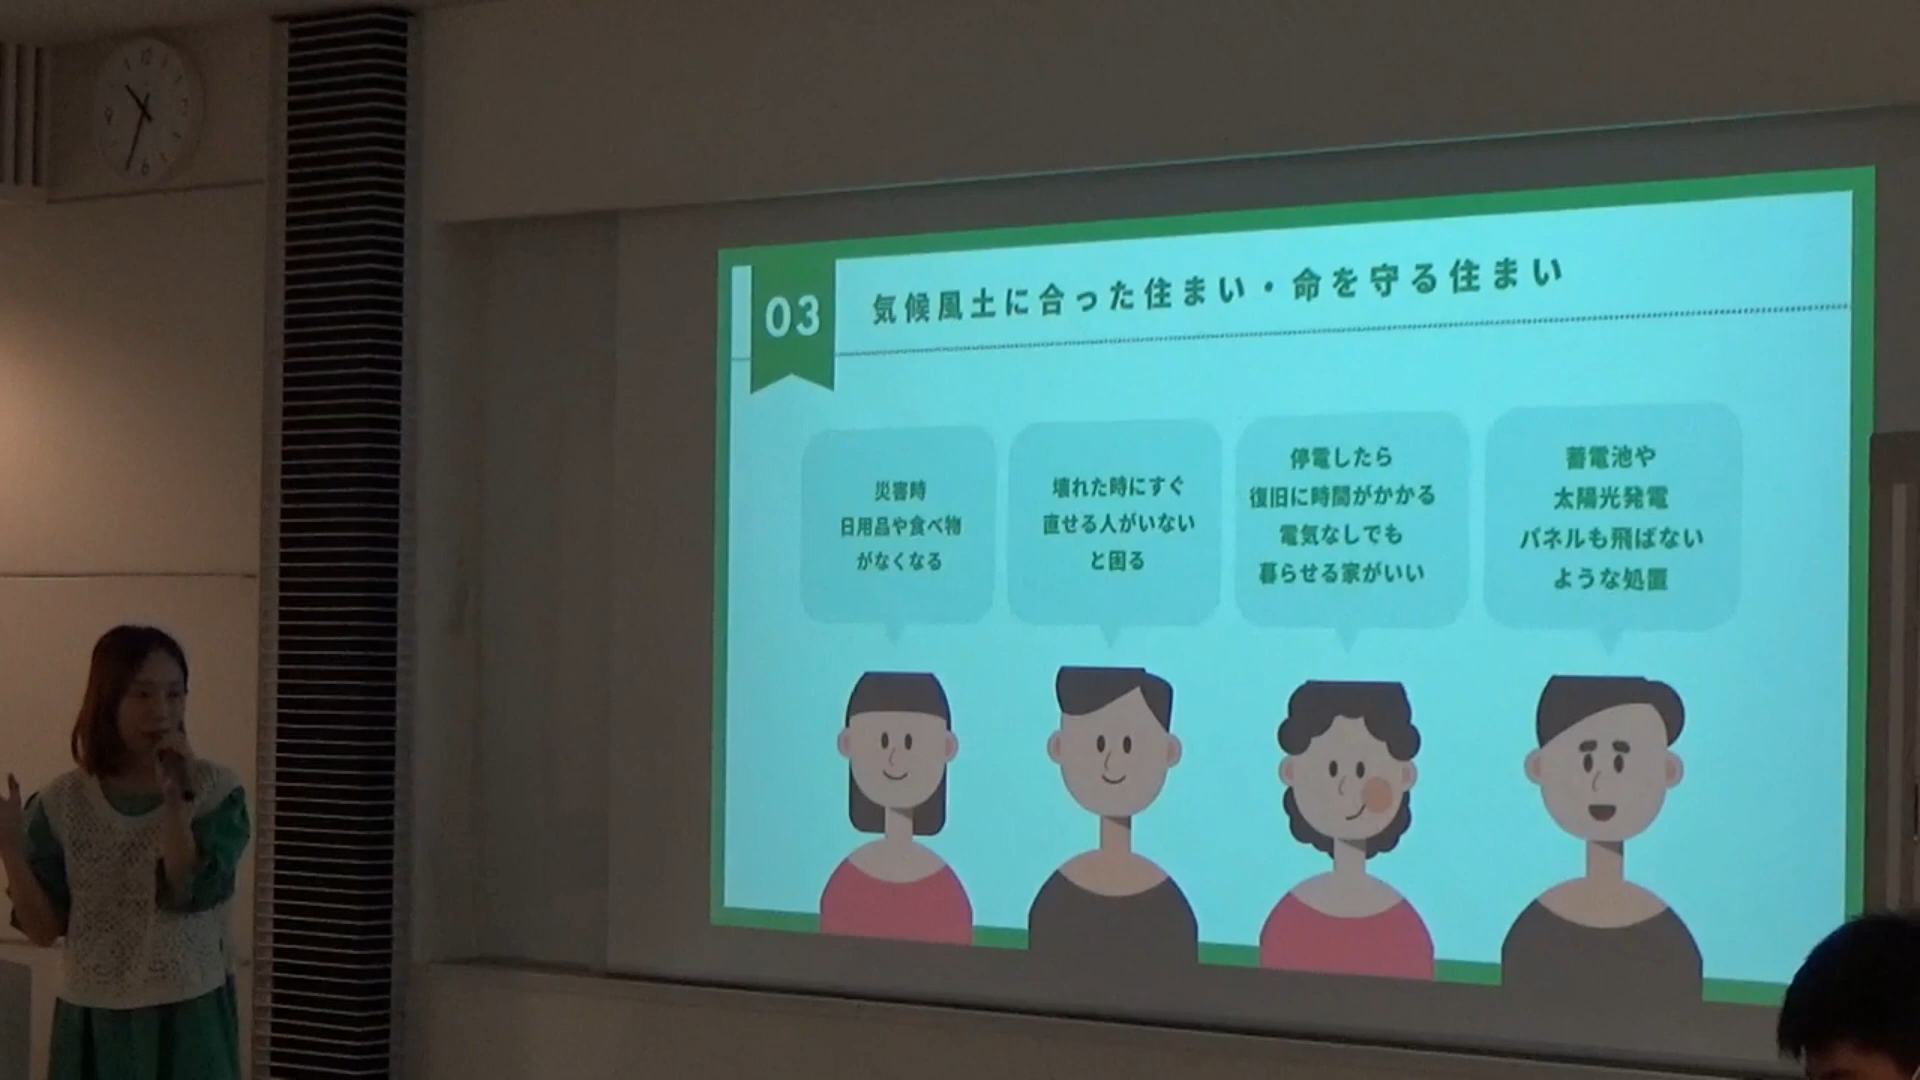 12
9
6
03
気候風土に合った住まい・命を守る住まい
災害時
日用品や食べ物
がなくなる
壊れた時にすぐ
直せる人がいない
と困る
停電したら
復旧に時間がかかる
電気なしでも
暮らせる家がいい
蓄電池や
太陽光発電
パネルも飛ばない
ような処置